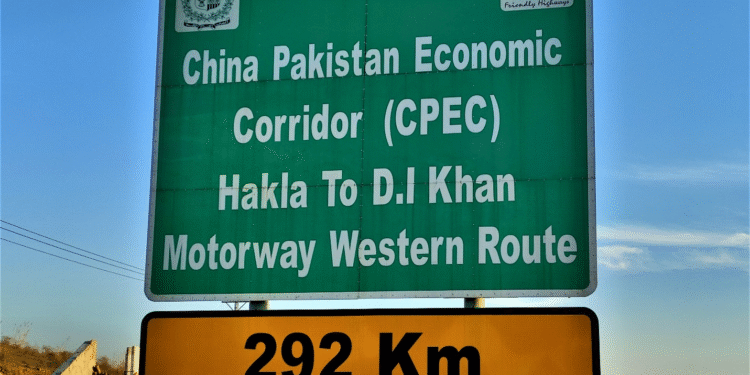 Friendly Highways
China Pakistan Economic
Corridor (CPEC)
Hakla To D.I Khan
Motorway Western Route
292 Km